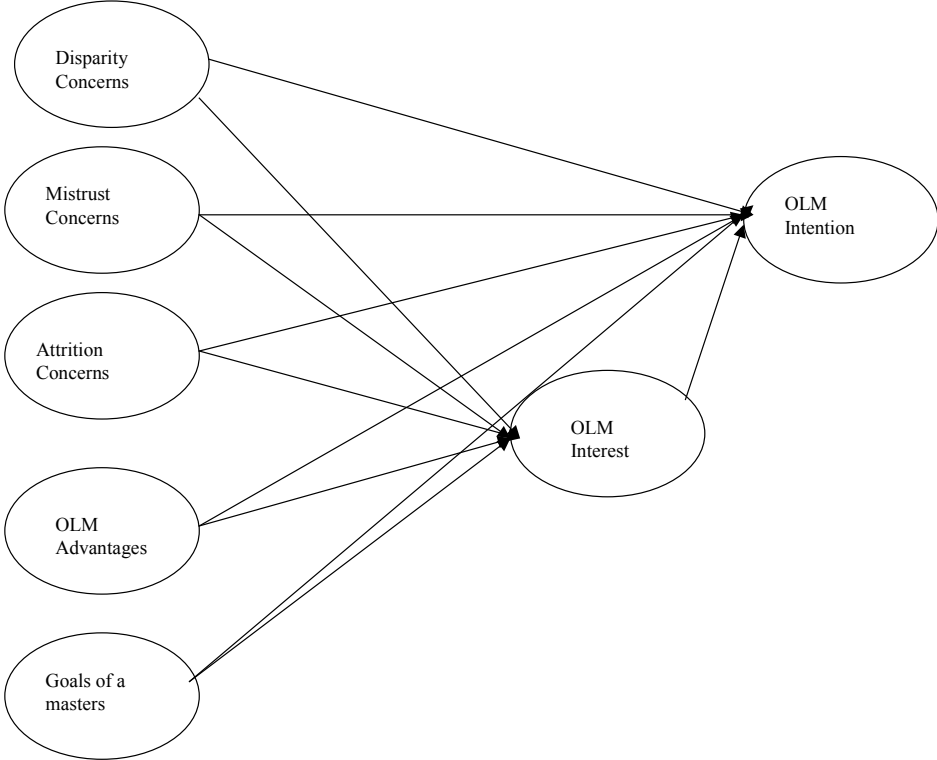 Disparity
Concerns
Mistrust
Concerns
OLM
Intention
Attrition
Concerns
OLM
Interest
OLM
Advantages
Goals of a
masters